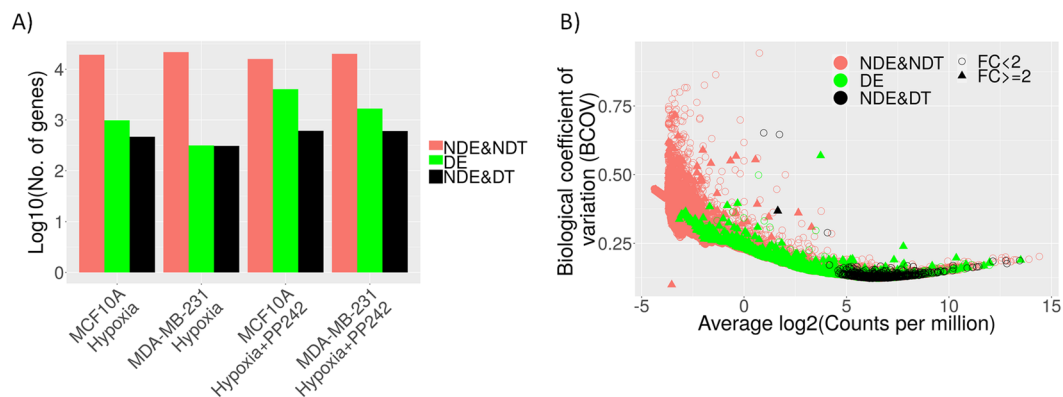 A)
Log10(No. of genes)
4
3
2
1
0
MCF10A
Hypoxia
MDA-MB-231
Hypoxia
MCF10A
Hypoxia+PP242
MDA-MB-231
Hypoxia+PP242
NDE&NDT
DE
NDE&DT
B)
Biological coefficient of
variation (BCOV)
0.75
0.50
0.25
-5
0
5
10
15
Average log2(Counts per million)
NDE&NDT
DE
NDE&DT
FC<2
FC>=2